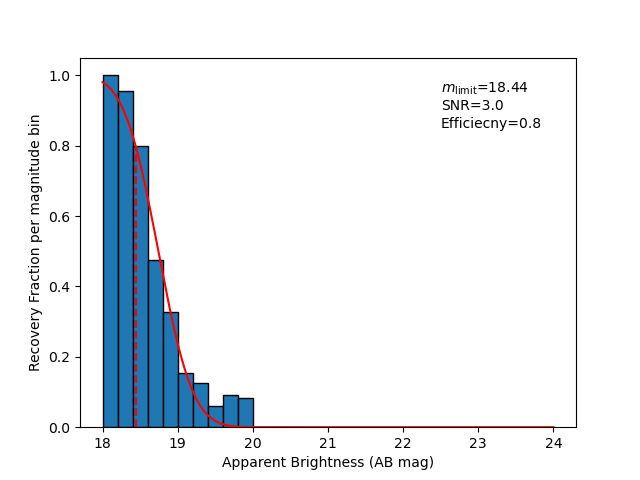 m_limit=18.44
SNR=3.0
Efficiecny=0.8
Recovery Fraction per magnitude bin
1.0
0.8
0.6
0.4
0.2
0.0
18 19 20 21 22 23 24
Apparent Brightness (AB mag)